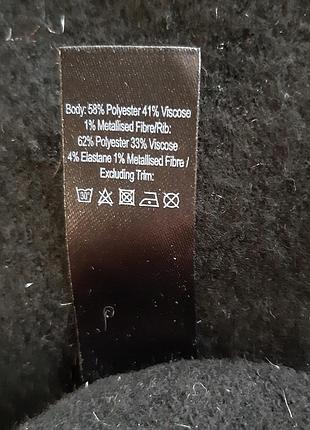 Body: 58% Polyester 41% Viscose
1% Metallised Fibre/Rib:
62% Polyester 33% Viscose
4% Elastane 1% Metallised Fibre /
Excluding Trim:
30°